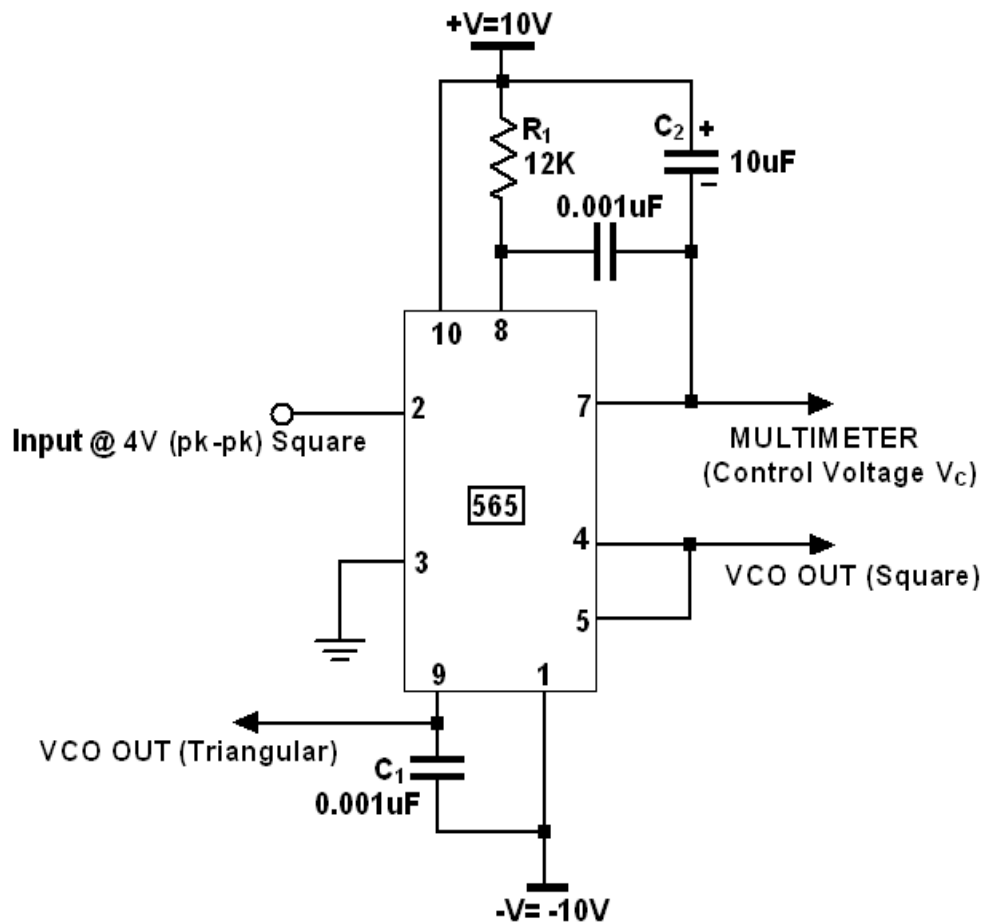 +V=10V
R₁
12K
C₂ +
10uF
−
0.001uF
10
8
2
7
Input @ 4V (pk-pk) Square
MULTIMETER
(Control Voltage V_C)
565
4
3
VCO OUT (Square)
5
9
1
VCO OUT (Triangular)
C₁
0.001uF
-V= -10V